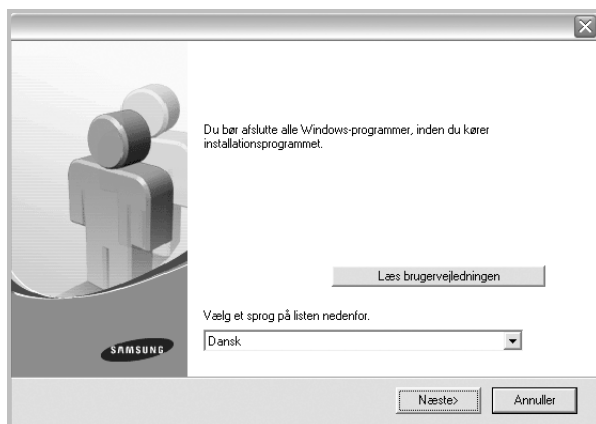 Du bør afslutte alle Windows-programmer, inden du kører
installationsprogrammet.
Læs brugervejledningen
Vælg et sprog på listen nedenfor.
Dansk
SAMSUNG
Næste>
Annuller